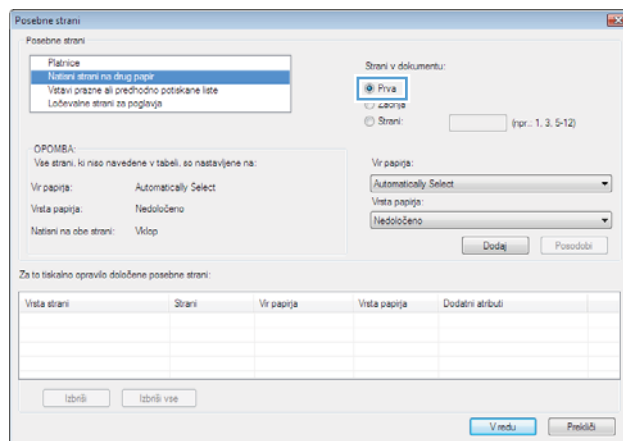 Posebne strani
Posebne strani
Platnice
Natisni strani na drug papir
Vstavi prazne ali predhodno potiskane liste
Ločevalne strani za poglavja
Strani v dokumentu:
Prva
Zadnja
Strani:
(npr.: 1, 3, 5-12)
OPOMBA:
Vse strani, ki niso navedene v tabeli, so nastavljene na:
Vir papirja: Automatically Select
Vrsta papirja: Nedoločeno
Natisni na obe strani: Vklop
Vir papirja:
Automatically Select
Vrsta papirja:
Nedoločeno
Dodaj Posodobi
Za to tiskalno opravilo določene posebne strani:
Vrsta strani Strani Vir papirja Vrsta papirja Dodatni atributi
Izbriši Izbriši vse
V redu Prekliči